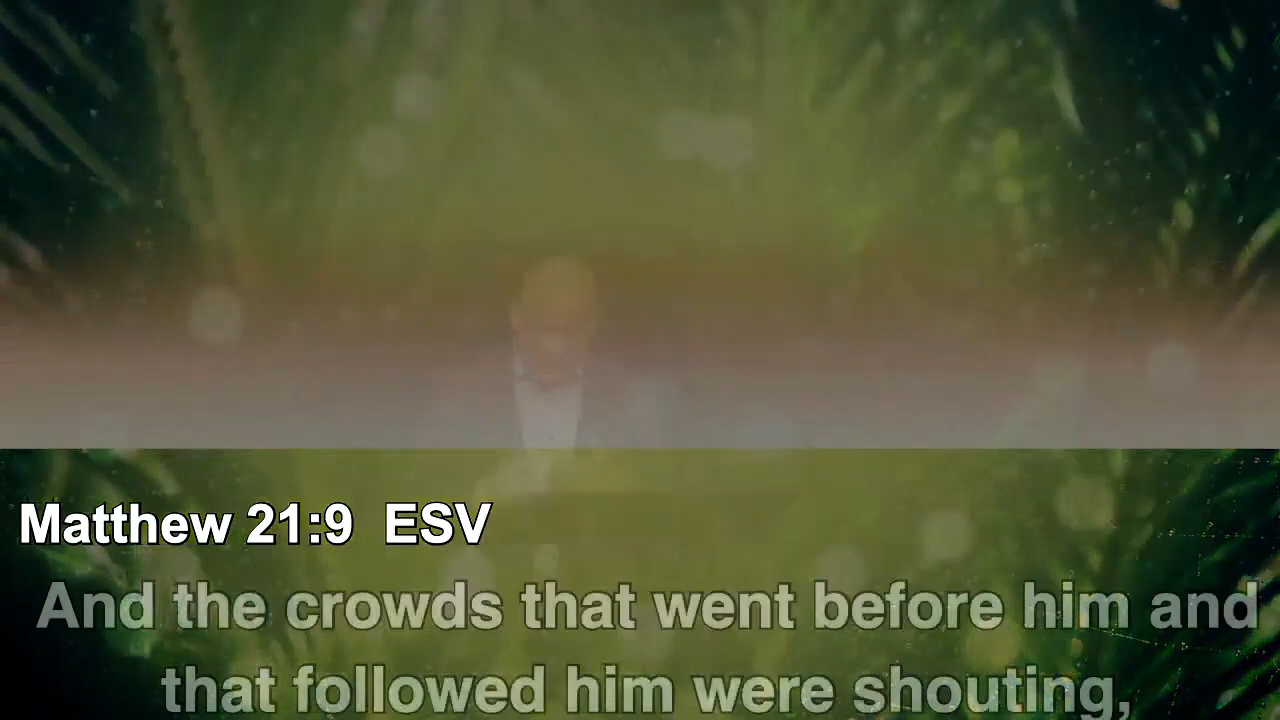 Matthew 21:9  ESV
And the crowds that went before him and
that followed him were shouting,